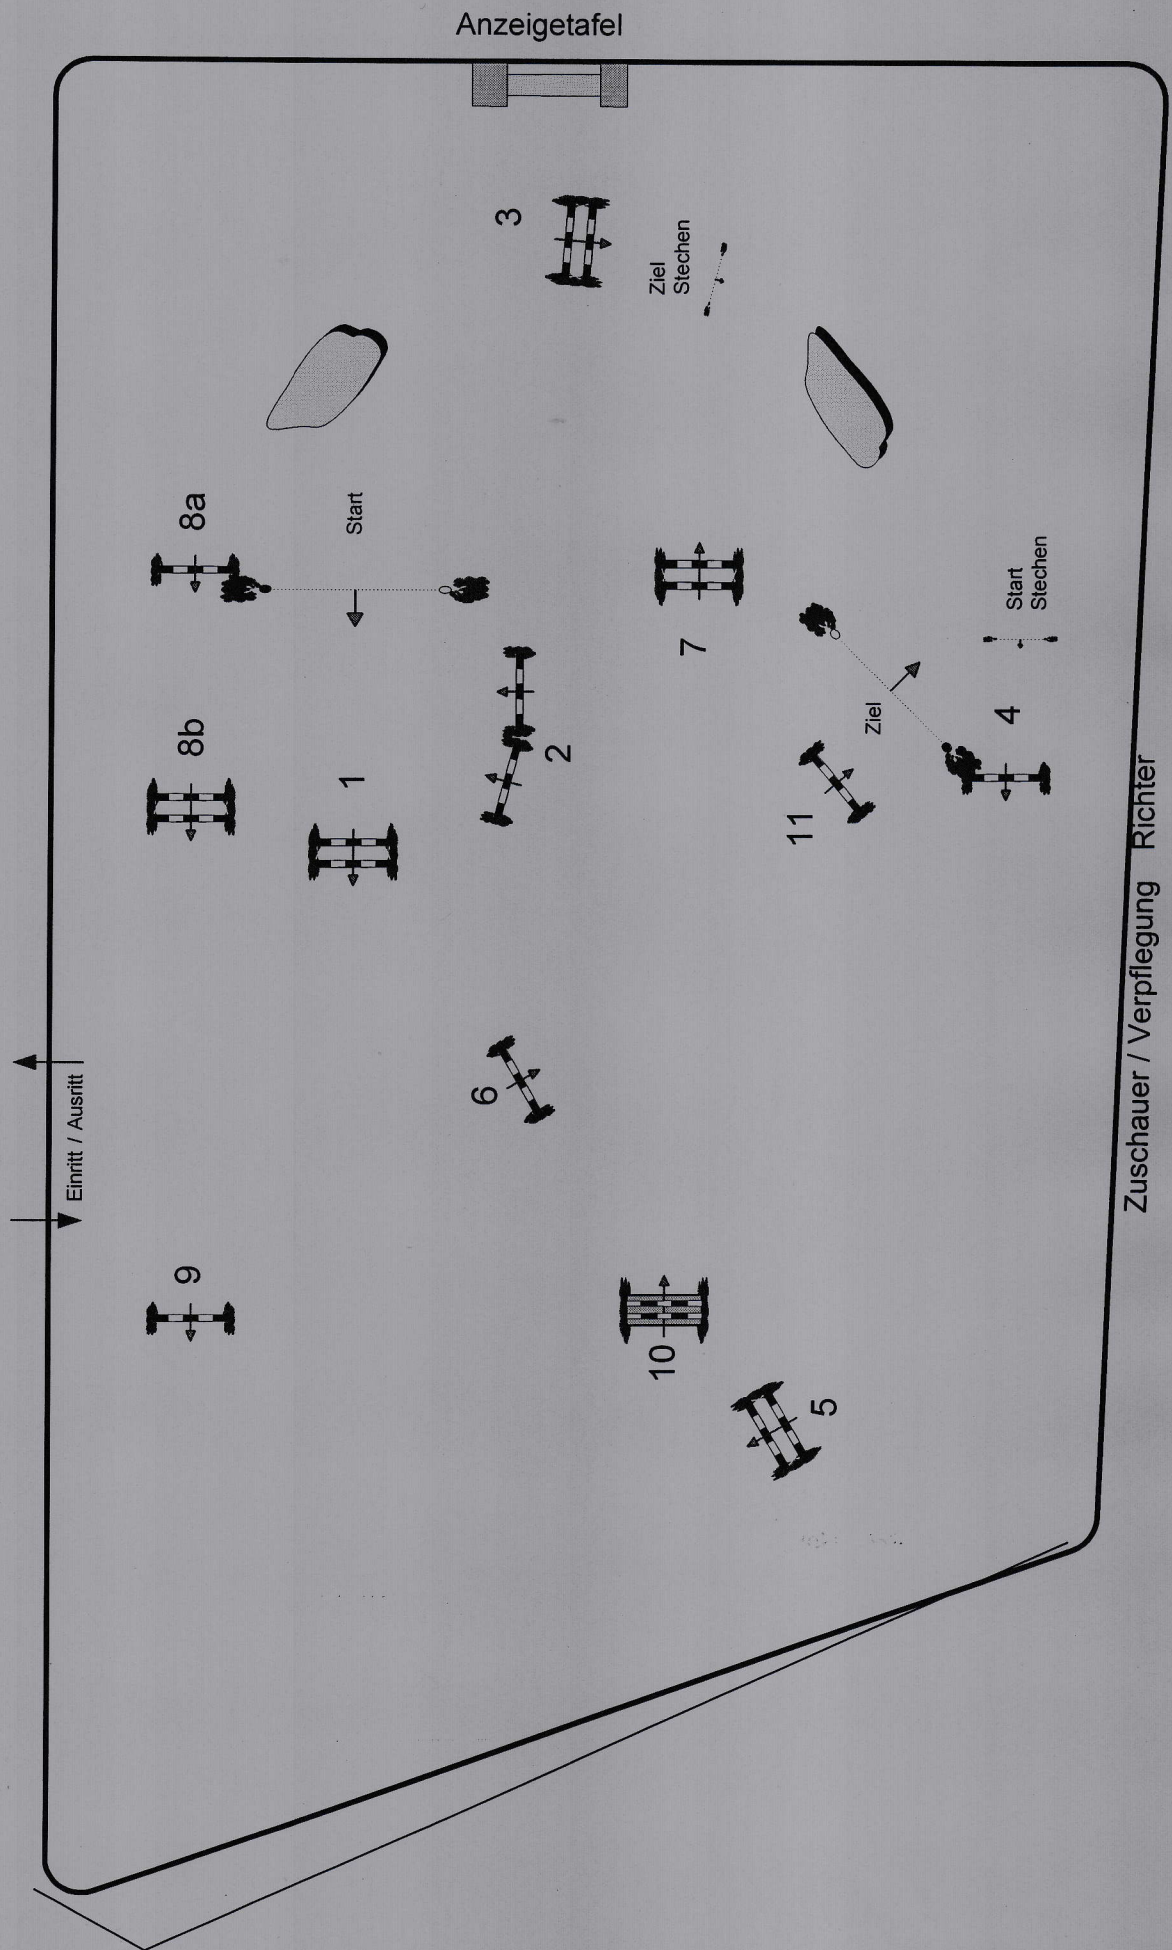 Anzeigetafel
3
Ziel
Stechen
8a
Start
8b
1
2
7
Start
Stechen
Ziel
4
11
Richter
Zuschauer / Verpflegung
Einritt / Ausritt
6
9
10
5